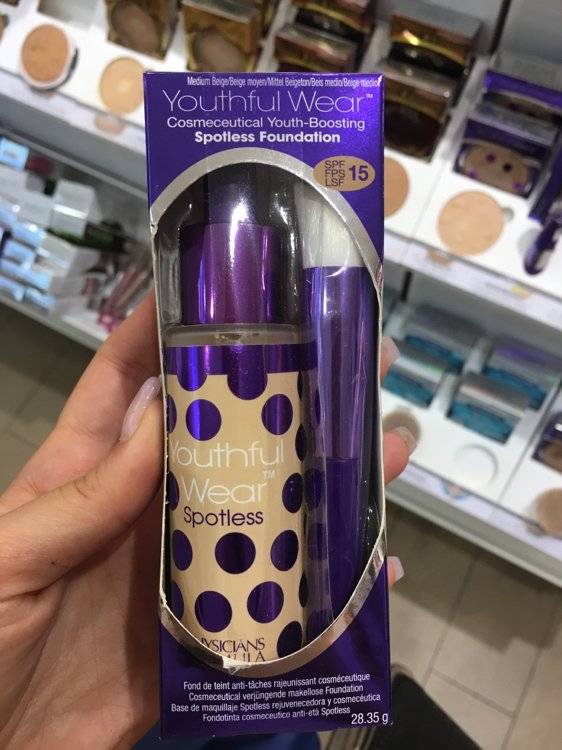 Medium Beige/Beige moyen/Mittel Beigeton/Beis medio/Beige medio
Youthful Wear™
Cosmeceutical Youth-Boosting
Spotless Foundation
SPF
FPS 15
LSF
Youthful
Wear™
Spotless
YSICIANS
Fond de teint anti-tâches rajeunissant cosméceutique
Cosmeceutical verjüngende makellose Foundation
Base de maquillaje Spotless rejuvenecedora y cosmecéutica
Fondotinta cosmeceutico anti-età Spotless
28.35 g